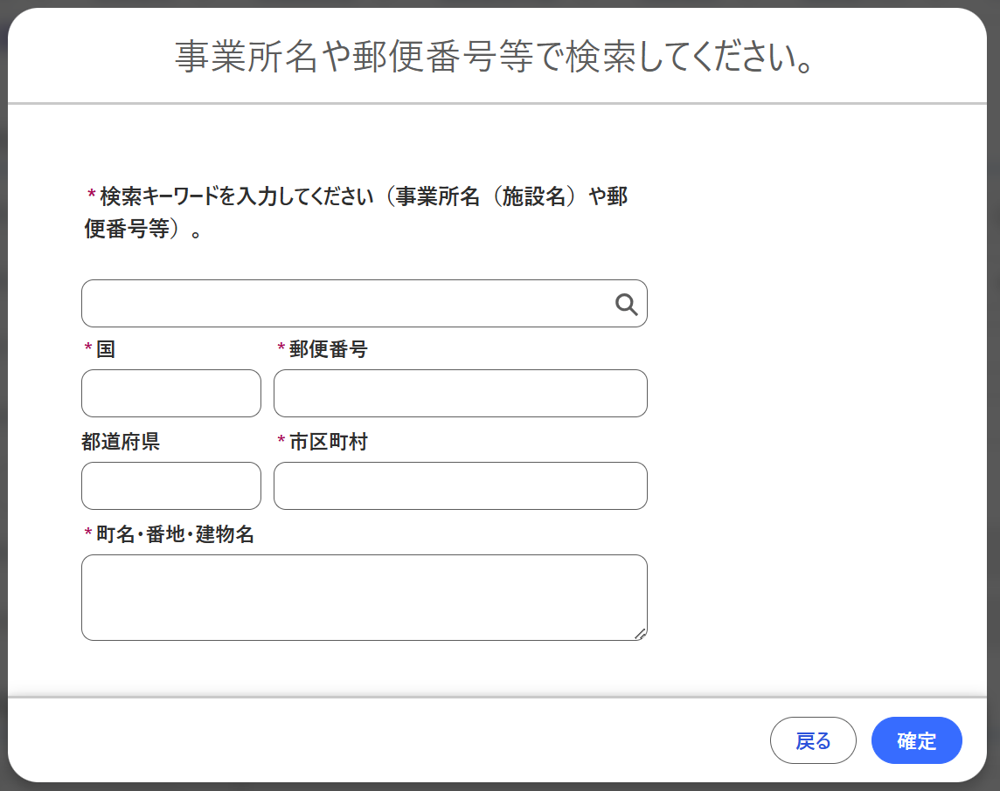 事業所名や郵便番号等で検索してください。
*検索キーワードを入力してください（事業所名（施設名）や郵
便番号等）。
*国 *郵便番号
都道府県 *市区町村
*町名・番地・建物名
戻る 確定